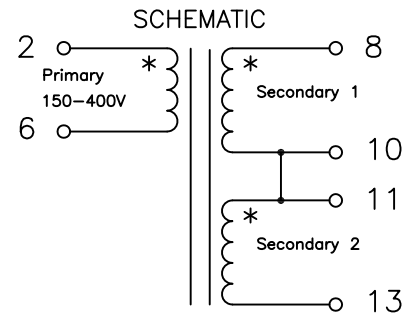 SCHEMATIC
2
8
*
*
Primary
Secondary 1
150-400V
6
10
11
*
Secondary 2
13